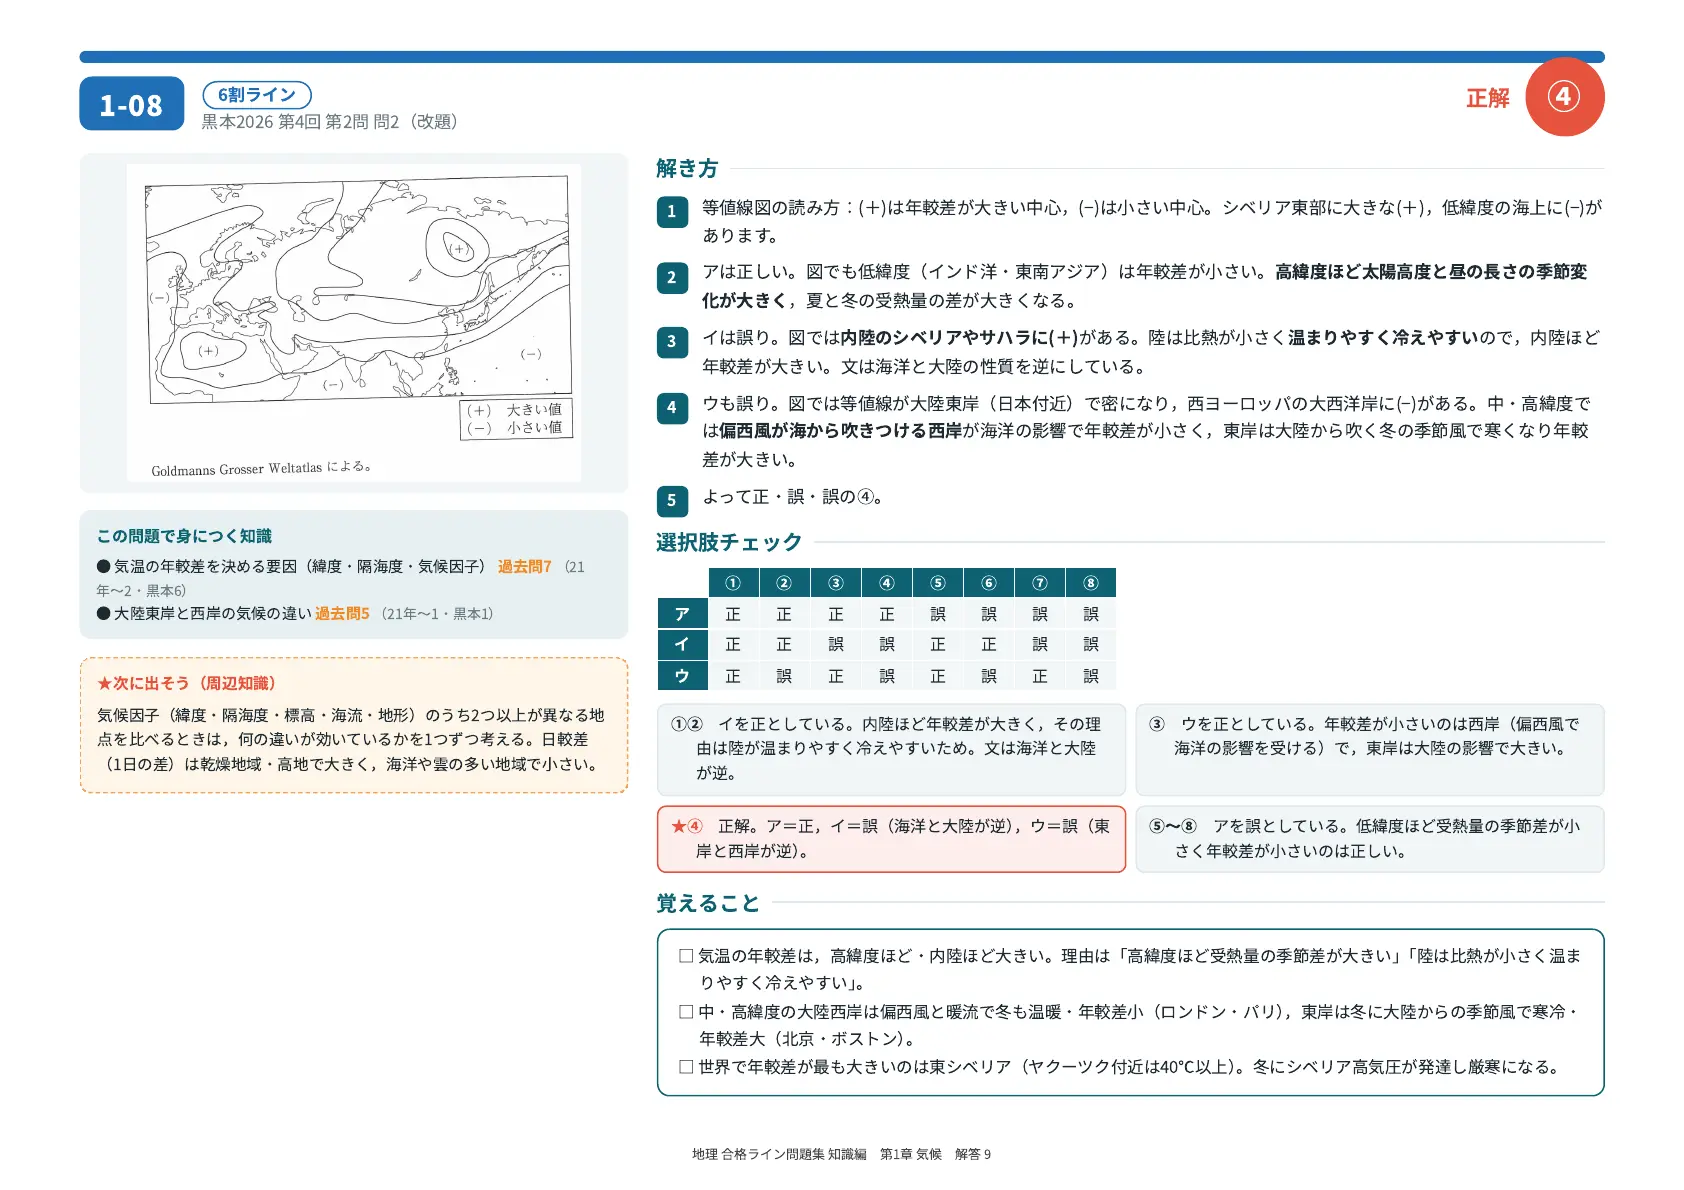 1-08
6割ライン
黒本2026 第4回 第2問 問2（改題）
正解 ④
(+)
(−)
(+)
(−)
(−)
(+) 大きい値
(−) 小さい値
Goldmanns Grosser Weltatlas による。
この問題で身につく知識
● 気温の年較差を決める要因（緯度・隔海度・気候因子） 過去問7 （21
年〜2・黒本6）
● 大陸東岸と西岸の気候の違い 過去問5 （21年〜1・黒本1）
★次に出そう（周辺知識）
気候因子（緯度・隔海度・標高・海流・地形）のうち2つ以上が異なる地
点を比べるときは，何の違いが効いているかを1つずつ考える。日較差
（1日の差）は乾燥地域・高地で大きく，海洋や雲の多い地域で小さい。
解き方
1 等値線図の読み方：(＋)は年較差が大きい中心，(−)は小さい中心。シベリア東部に大きな(＋)，低緯度の海上に(−)が
あります。
2 アは正しい。図でも低緯度（インド洋・東南アジア）は年較差が小さい。高緯度ほど太陽高度と昼の長さの季節変
化が大きく，夏と冬の受熱量の差が大きくなる。
3 イは誤り。図では内陸のシベリアやサハラに(＋)がある。陸は比熱が小さく温まりやすく冷えやすいので，内陸ほど
年較差が大きい。文は海洋と大陸の性質を逆にしている。
4 ウも誤り。図では等値線が大陸東岸（日本付近）で密になり，西ヨーロッパの大西洋岸に(−)がある。中・高緯度で
は偏西風が海から吹きつける西岸が海洋の影響で年較差が小さく，東岸は大陸から吹く冬の季節風で寒くなり年較
差が大きい。
5 よって正・誤・誤の④。
選択肢チェック
① ② ③ ④ ⑤ ⑥ ⑦ ⑧
ア 正 正 正 正 誤 誤 誤 誤
イ 正 正 誤 誤 正 正 誤 誤
ウ 正 誤 正 誤 正 誤 正 誤
①② イを正としている。内陸ほど年較差が大きく，その理
由は陸が温まりやすく冷えやすいため。文は海洋と大陸
が逆。
③ ウを正としている。年較差が小さいのは西岸（偏西風で
海洋の影響を受ける）で，東岸は大陸の影響で大きい。
★④ 正解。ア＝正，イ＝誤（海洋と大陸が逆），ウ＝誤（東
岸と西岸が逆）。
⑤〜⑧ アを誤としている。低緯度ほど受熱量の季節差が小
さく年較差が小さいのは正しい。
覚えること
□ 気温の年較差は，高緯度ほど・内陸ほど大きい。理由は「高緯度ほど受熱量の季節差が大きい」「陸は比熱が小さく温ま
りやすく冷えやすい」。
□ 中・高緯度の大陸西岸は偏西風と暖流で冬も温暖・年較差小（ロンドン・パリ），東岸は冬に大陸からの季節風で寒冷・
年較差大（北京・ボストン）。
□ 世界で年較差が最も大きいのは東シベリア（ヤクーツク付近は40℃以上）。冬にシベリア高気圧が発達し厳寒になる。
地理 合格ライン問題集 知識編 第1章 気候 解答 9